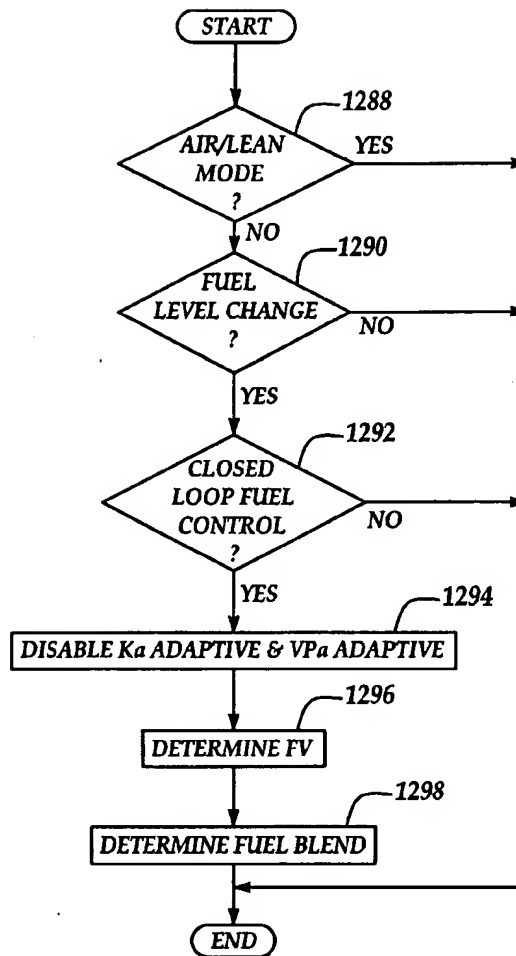 START
1288
AIR/LEAN
MODE
?
YES
NO
1290
FUEL
LEVEL CHANGE
?
NO
YES
1292
CLOSED
LOOP FUEL
CONTROL
?
NO
YES
1294
DISABLE Ka ADAPTIVE & VPa ADAPTIVE
1296
DETERMINE FV
1298
DETERMINE FUEL BLEND
END